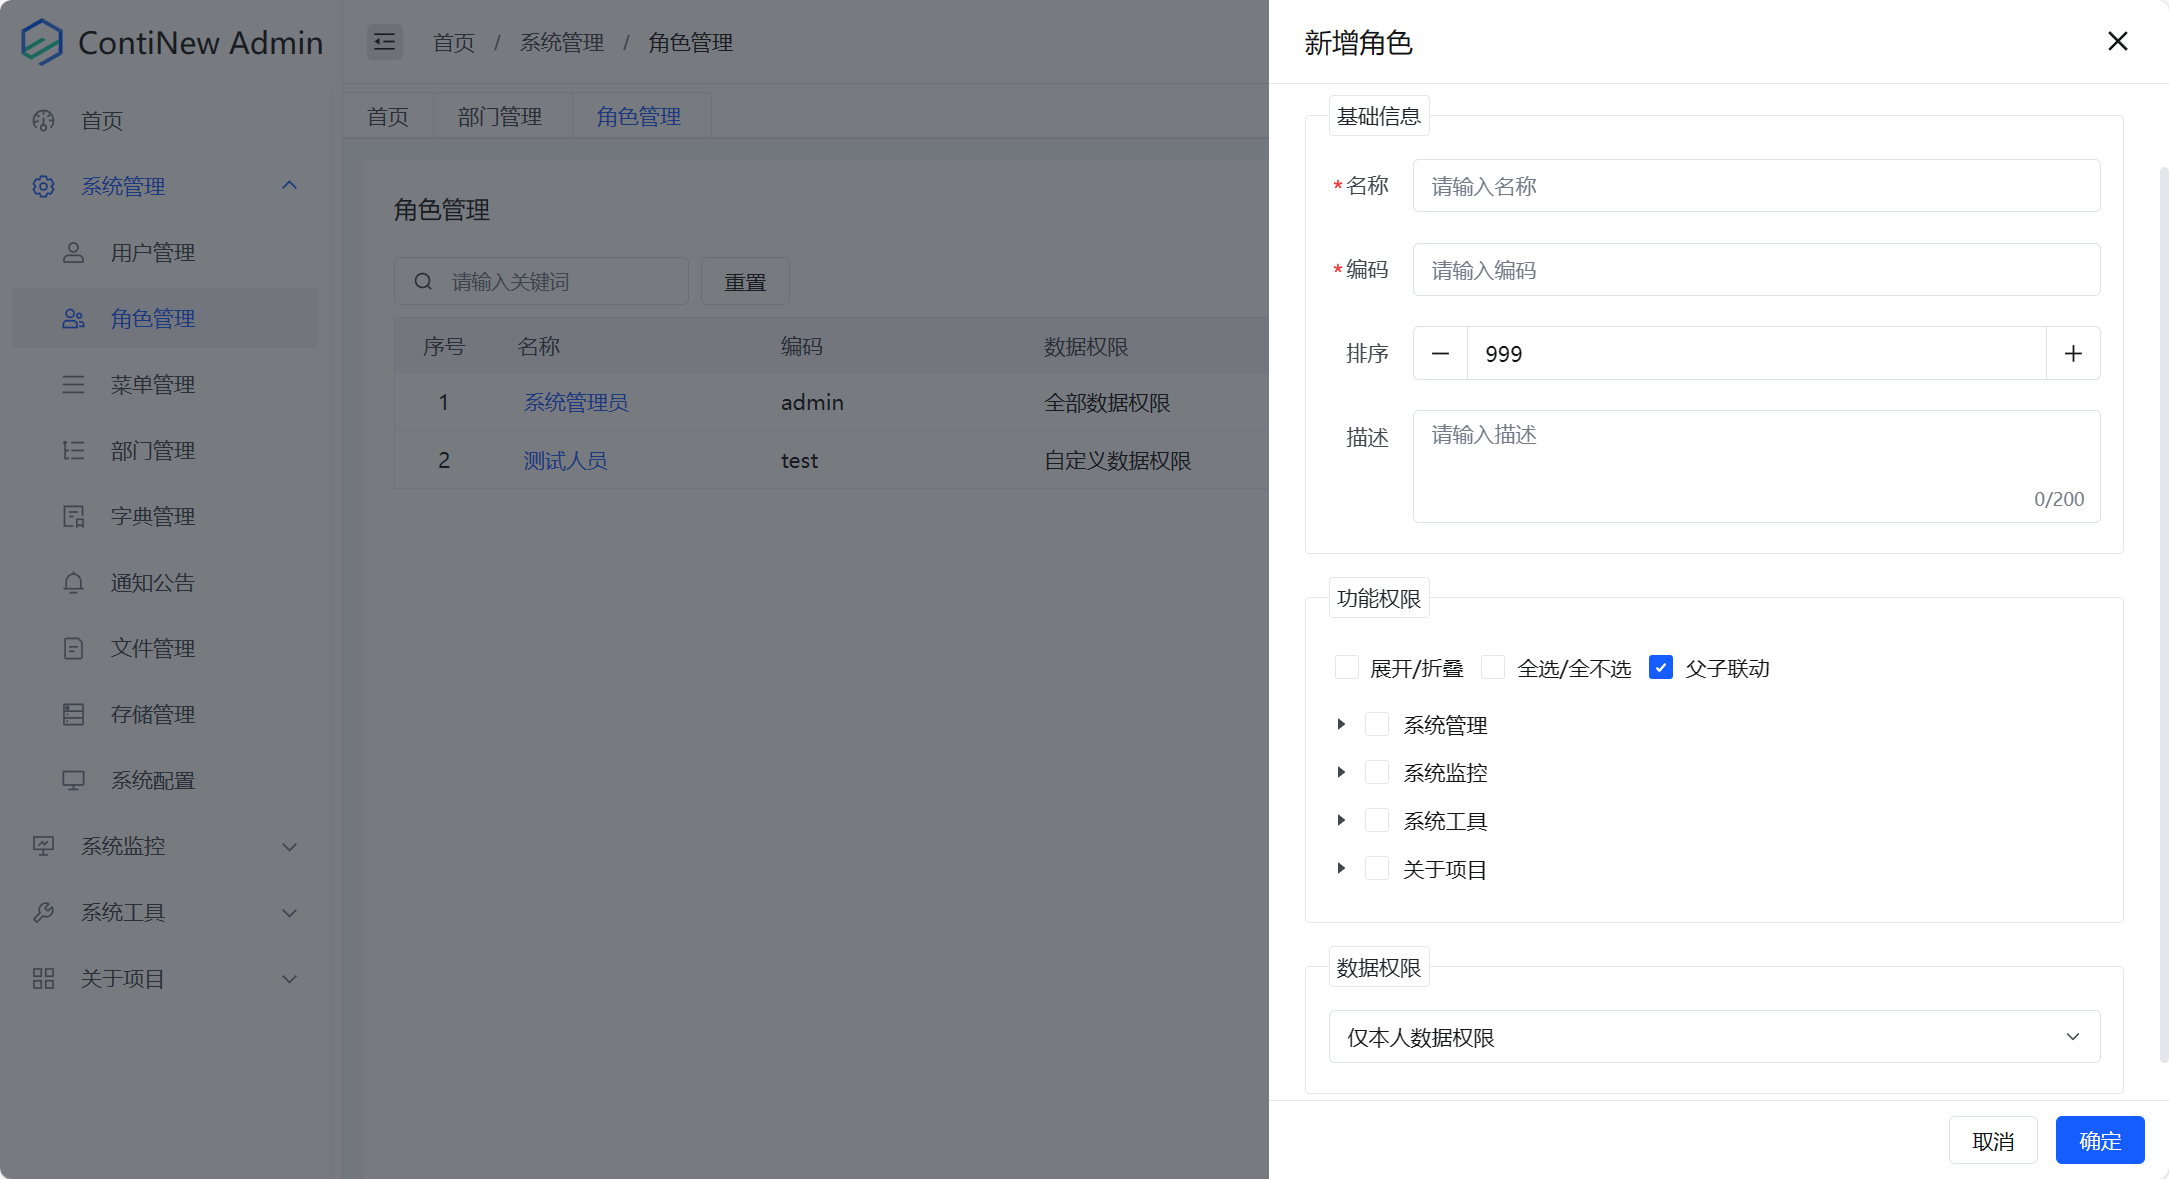 ContiNew Admin
首页
系统管理
用户管理
角色管理
菜单管理
部门管理
字典管理
通知公告
文件管理
存储管理
系统配置
系统监控
系统工具
关于项目
首页 / 系统管理 / 角色管理
首页 部门管理 角色管理
角色管理
请输入关键词 重置
序号 名称 编码 数据权限
1 系统管理员 admin 全部数据权限
2 测试人员 test 自定义数据权限
新增角色
基础信息
*名称 请输入名称
*编码 请输入编码
排序 999
描述 请输入描述
0/200
功能权限
展开/折叠 全选/全不选 父子联动
系统管理
系统监控
系统工具
关于项目
数据权限
仅本人数据权限
取消 确定